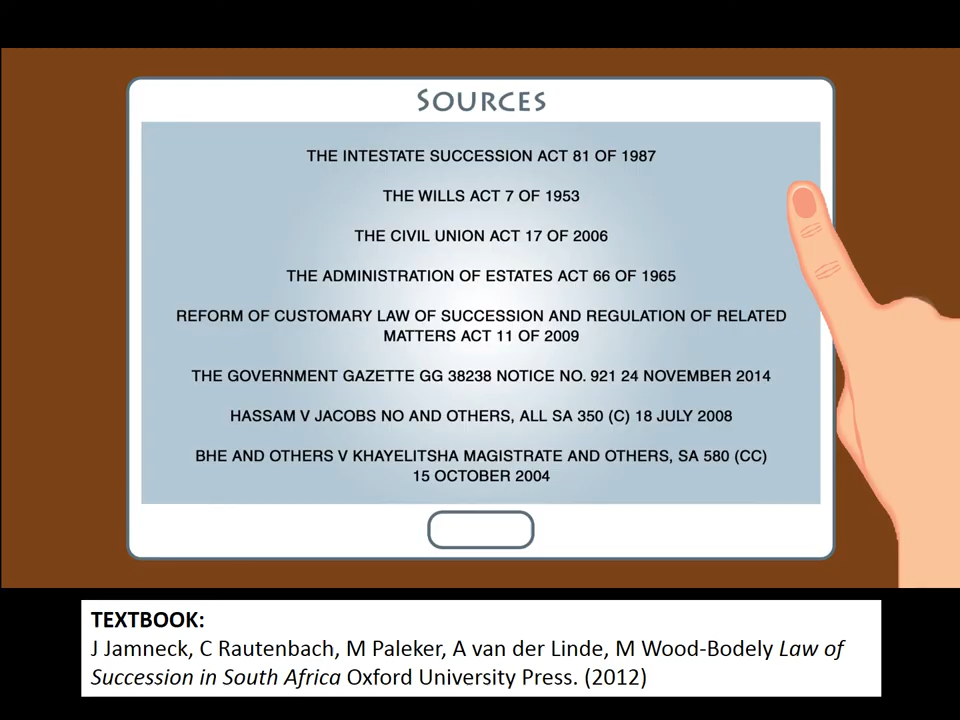 SOURCES
THE INTESTATE SUCCESSION ACT 81 OF 1987
THE WILLS ACT 7 OF 1953
THE CIVIL UNION ACT 17 OF 2006
THE ADMINISTRATION OF ESTATES ACT 66 OF 1965
REFORM OF CUSTOMARY LAW OF SUCCESSION AND REGULATION OF RELATED
MATTERS ACT 11 OF 2009
THE GOVERNMENT GAZETTE GG 38238 NOTICE NO. 921 24 NOVEMBER 2014
HASSAM V JACOBS NO AND OTHERS, ALL SA 350 (C) 18 JULY 2008
BHE AND OTHERS V KHAYELITSHA MAGISTRATE AND OTHERS, SA 580 (CC)
15 OCTOBER 2004
TEXTBOOK:
J Jamneck, C Rautenbach, M Paleker, A van der Linde, M Wood-Bodely Law of
Succession in South Africa Oxford University Press. (2012)